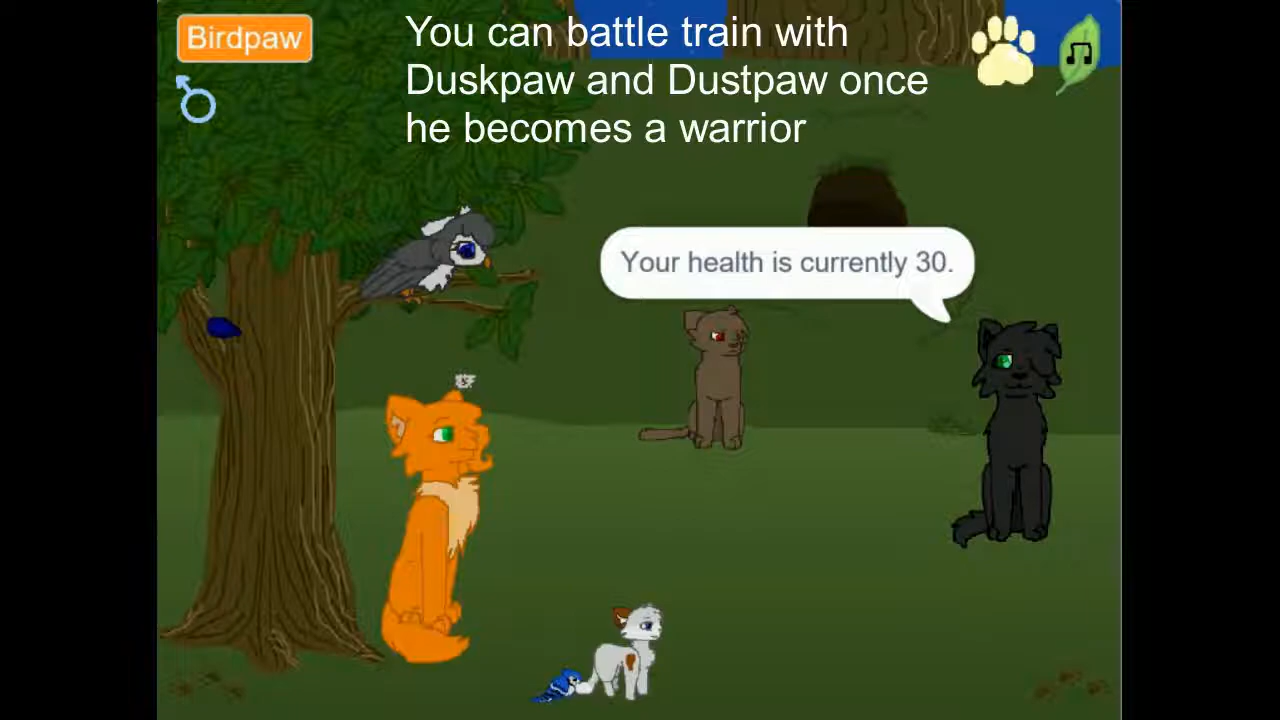 Birdpaw
You can battle train with
Duskpaw and Dustpaw once
he becomes a warrior
Your health is currently 30.